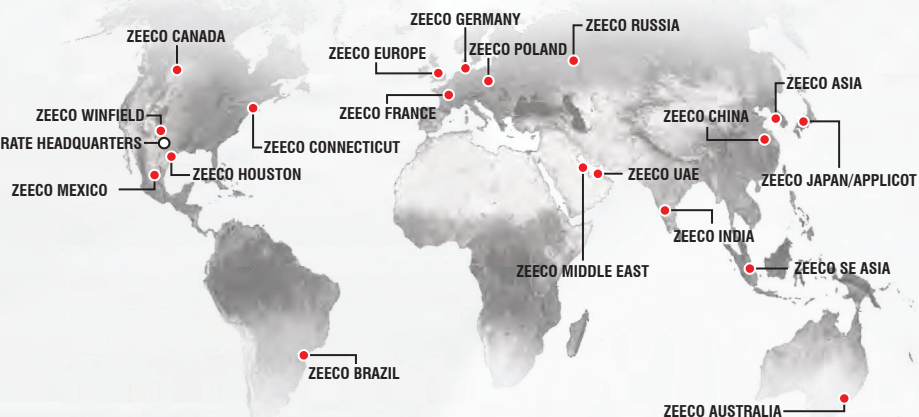 ZEECO GERMANY
ZEECO RUSSIA
ZEECO CANADA
ZEECO EUROPE
ZEECO POLAND
ZEECO ASIA
ZEECO WINFIELD
ZEECO FRANCE
ZEECO CHINA
RATE HEADQUARTERS
ZEECO CONNECTICUT
ZEECO HOUSTON
ZEECO UAE
ZEECO JAPAN/APPLICOT
ZEECO MEXICO
ZEECO INDIA
ZEECO MIDDLE EAST
ZEECO SE ASIA
ZEECO BRAZIL
ZEECO AUSTRALIA